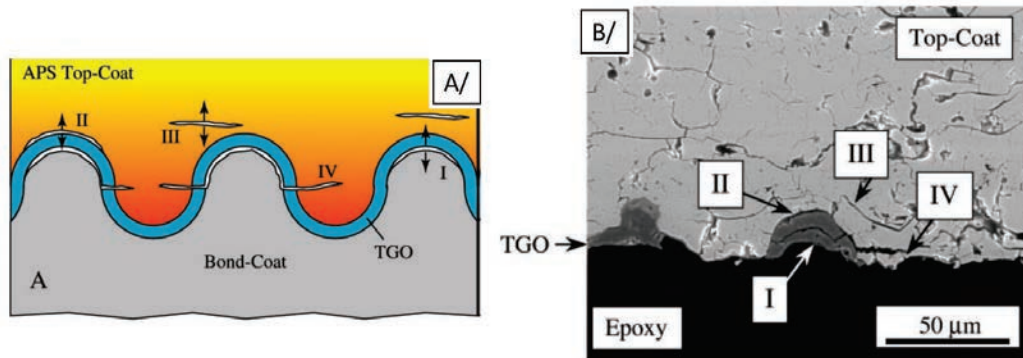 A/
APS Top-Coat
II
III
I
IV
TGO
Bond-Coat
A
B/
Top-Coat
III
II
IV
TGO
I
Epoxy
50 µm